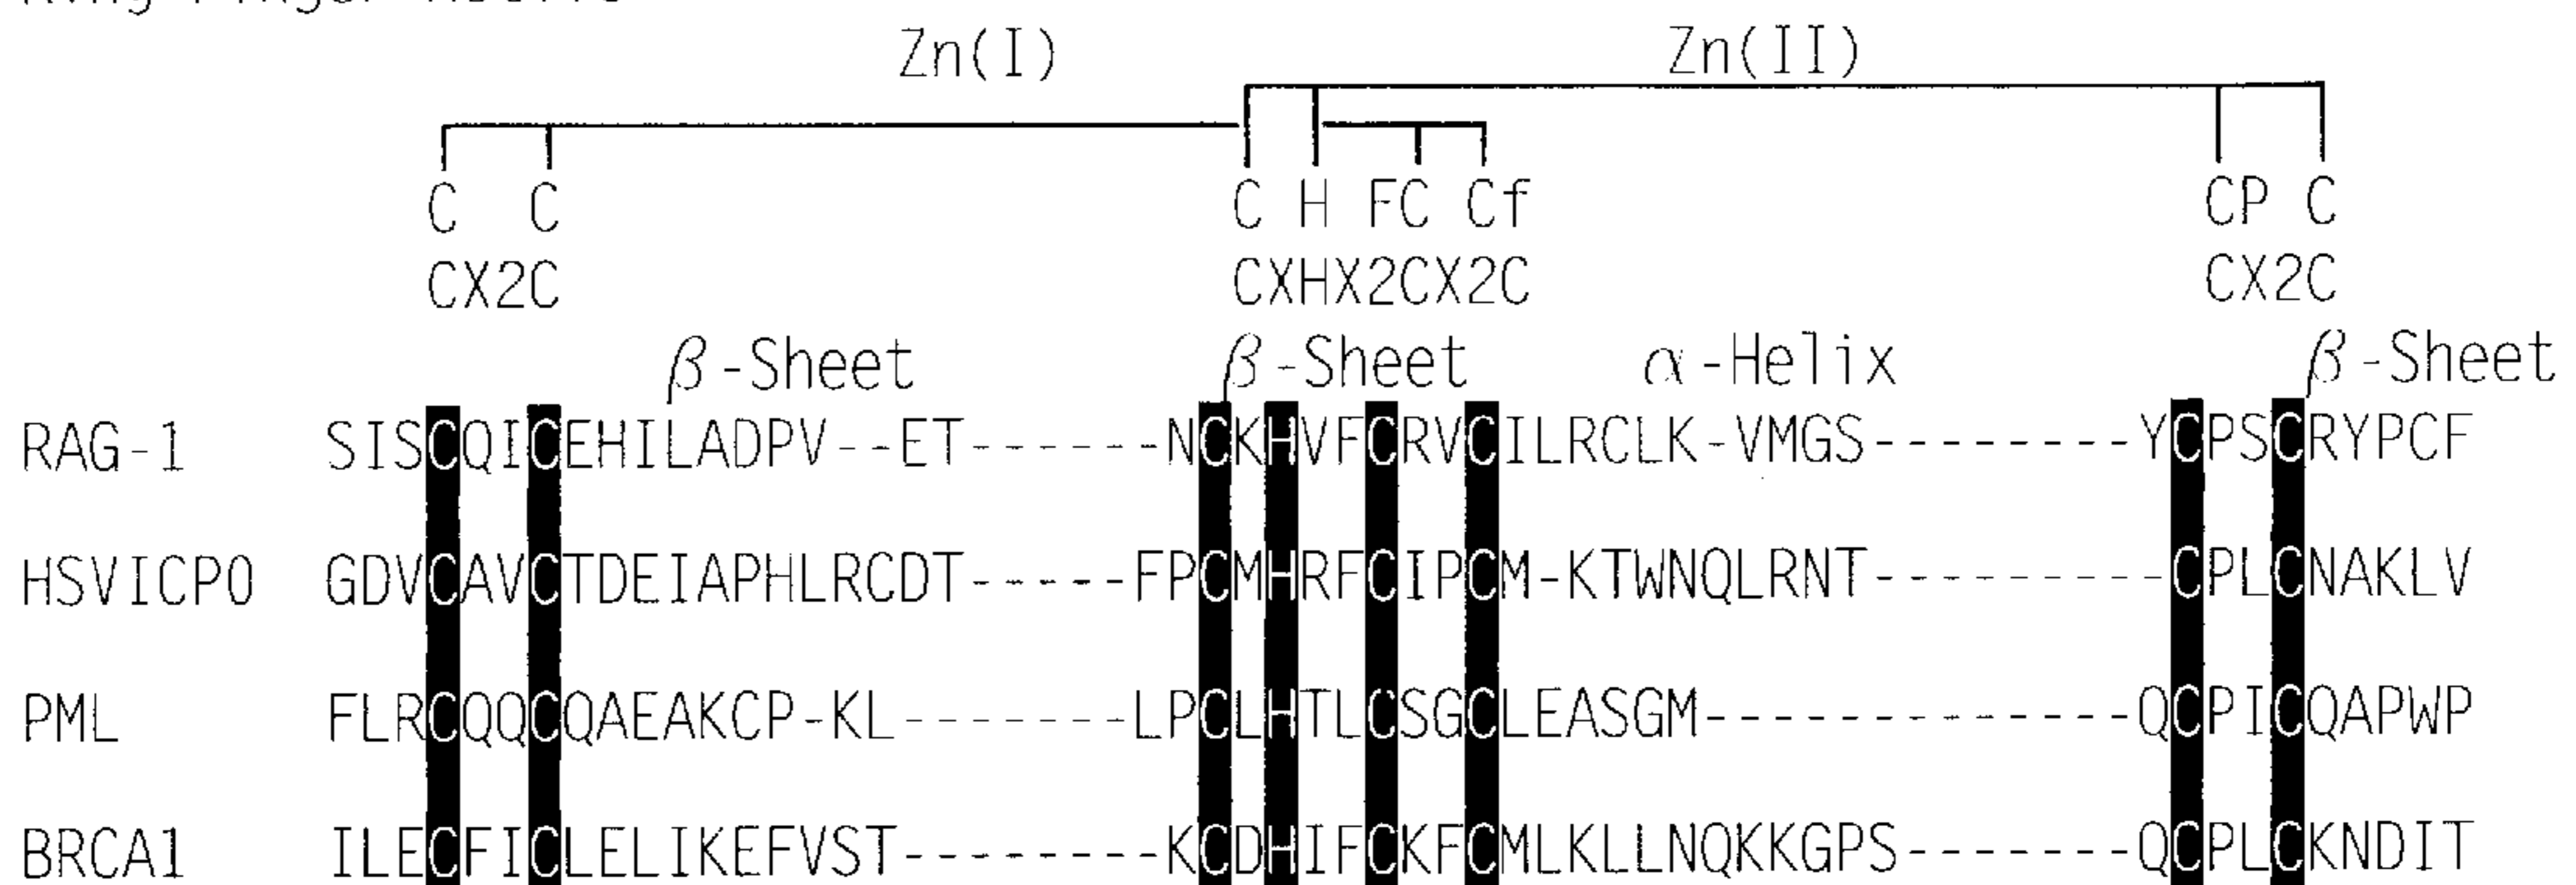 Zn(I) Zn(II)
C C C H FC Cf CP C
CX2C CXHX2CX2C CX2C
β-Sheet β-Sheet α-Helix β-Sheet
RAG-1 SISCQICEHILADPV--ET------NCKHVFCRVCILRCLK-VMGS--------YCPSCRYPCF
HSVICP0 GDVCAVCTDEIAPHLRCDT-----FPCMHRFCIPCM-KTWNQLRNT---------CPLCNAKLV
PML FLRCQQCQAEAKCP-KL-------LPCLHTLCSGCLEASGM-------------QCPICQAPWP
BRCA1 ILECFICLELIKEFVST--------KCDHIFCKFCMLKLLNQKKGPS-------QCPLCKNDIT